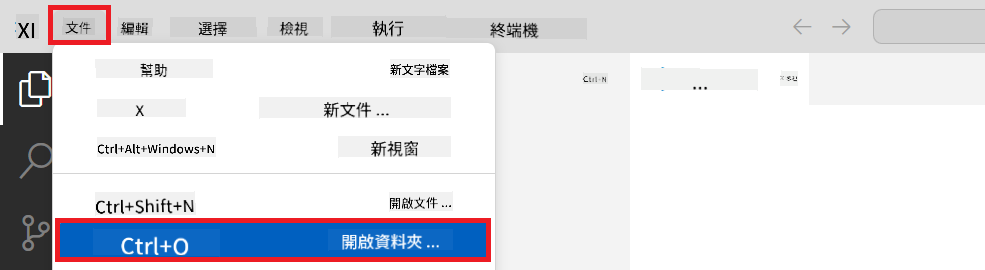 XI 文件 編輯 選擇 檢視 執行 終端機
幫助 新文字檔案
X 新文件 ...
Ctrl+Alt+Windows+N 新視窗
Ctrl+Shift+N 開啟文件 ...
Ctrl+O 開啟資料夾 ...
Ctrl+N ...